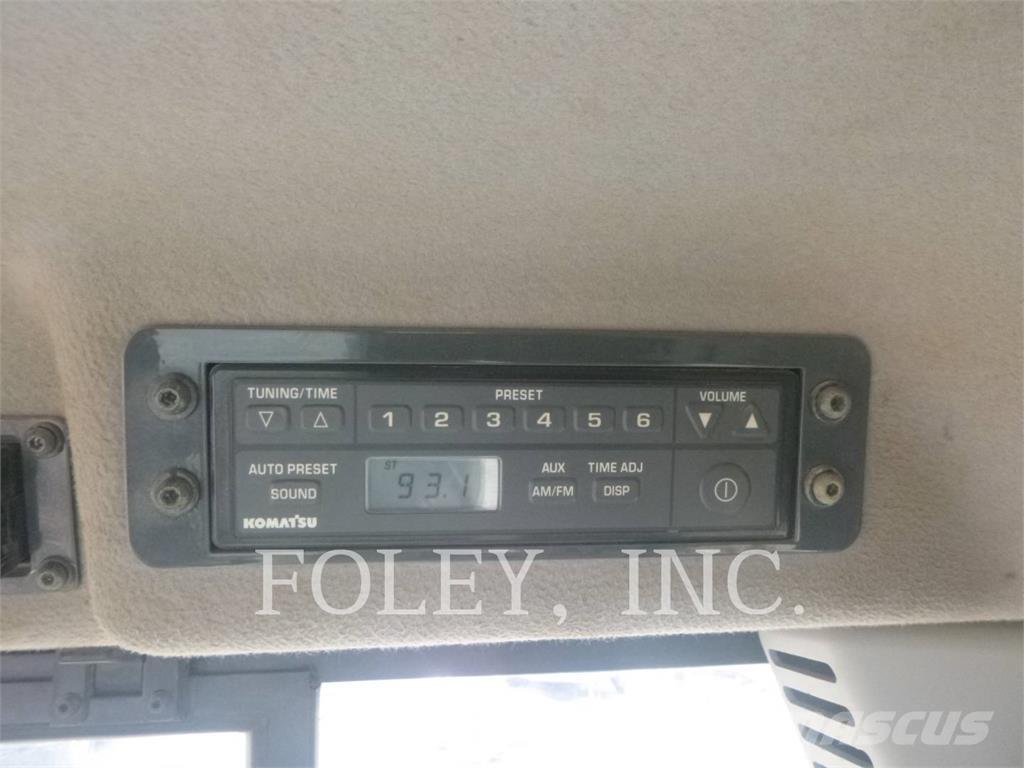 TUNING/TIME PRESET VOLUME
▽ △ 1 2 3 4 5 6 ▼ ▲
AUTO PRESET ST AUX TIME ADJ
SOUND 93.1 AM/FM DISP
KOMATSU
FOLEY, INC.
MASCUS